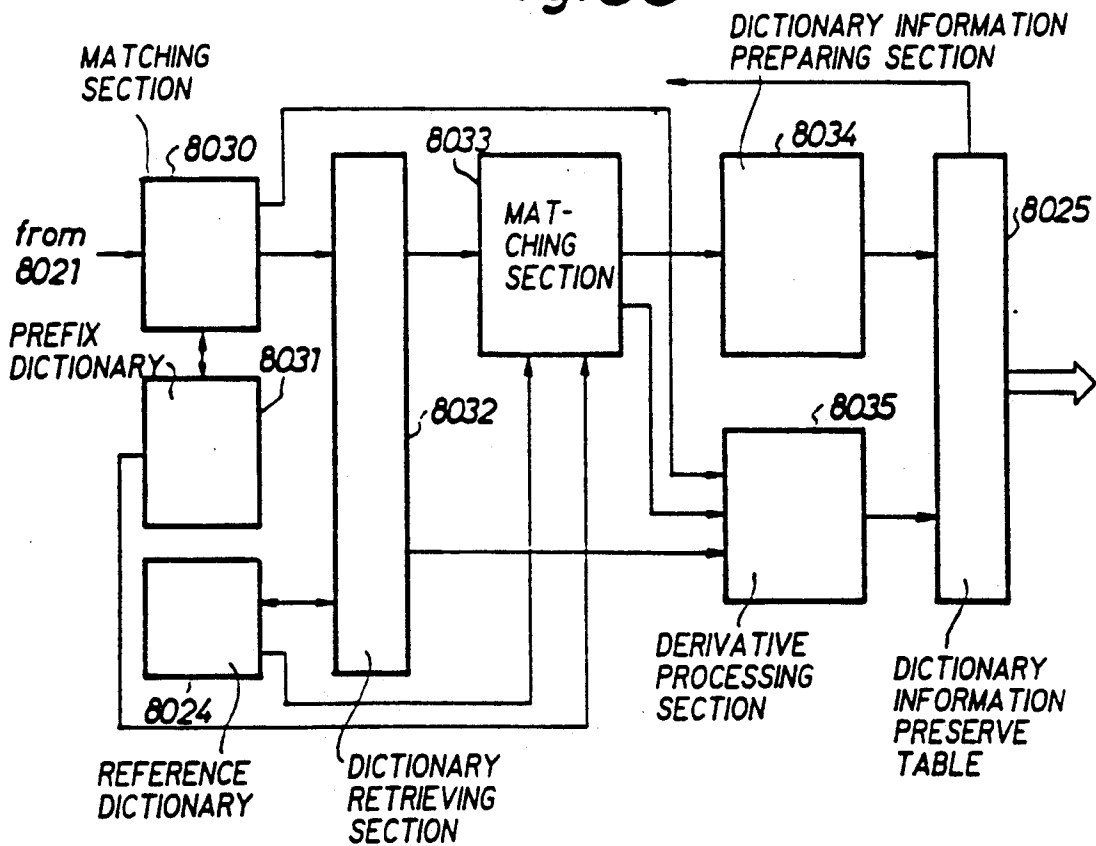 DICTIONARY INFORMATION
PREPARING SECTION
MATCHING
SECTION
8030
8033
8034
8025
MAT-
CHING
SECTION
from
8021
PREFIX
DICTIONARY
8031
8032
8035
8024
DERIVATIVE
PROCESSING
SECTION
DICTIONARY
INFORMATION
PRESERVE
TABLE
REFERENCE
DICTIONARY
DICTIONARY
RETRIEVING
SECTION